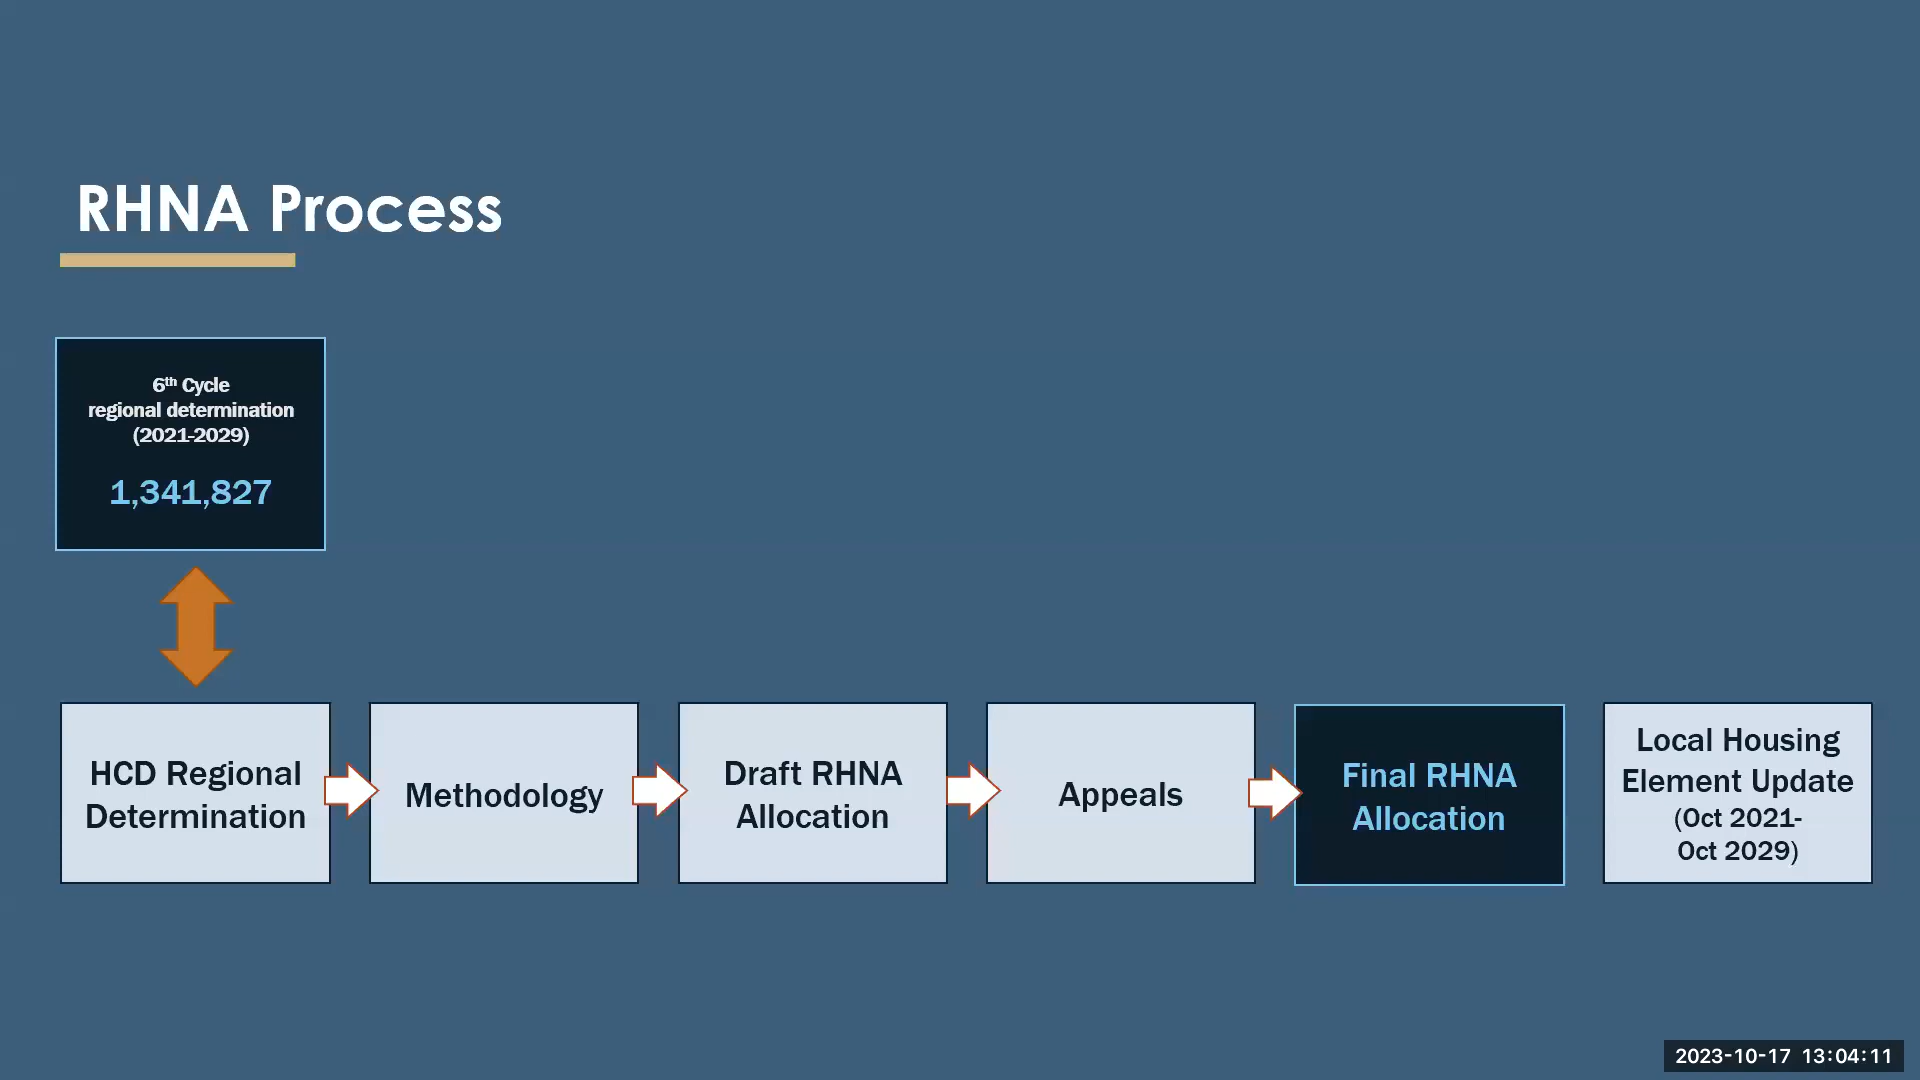 RHNA Process
6th Cycle
regional determination
(2021-2029)
1,341,827
HCD Regional
Determination
Methodology
Draft RHNA
Allocation
Appeals
Final RHNA
Allocation
Local Housing
Element Update
(Oct 2021-
Oct 2029)
2023-10-17 13:04:11